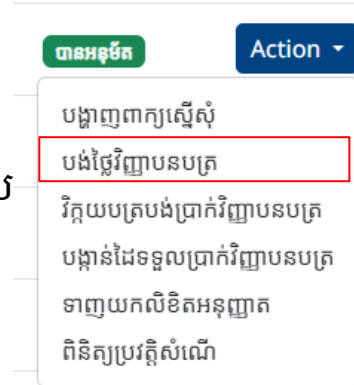 បានអនុម័ត Action
បង្ហាញពាក្យស្នើសុំ
បង់ថ្លៃវិញ្ញាបនបត្រ
វិក្កយបត្របង់ប្រាក់វិញ្ញាបនបត្រ
បង្កាន់ដៃទទួលប្រាក់វិញ្ញាបនបត្រ
ទាញយកលិខិតអនុញ្ញាត
ពិនិត្យប្រវត្តិសំណើ